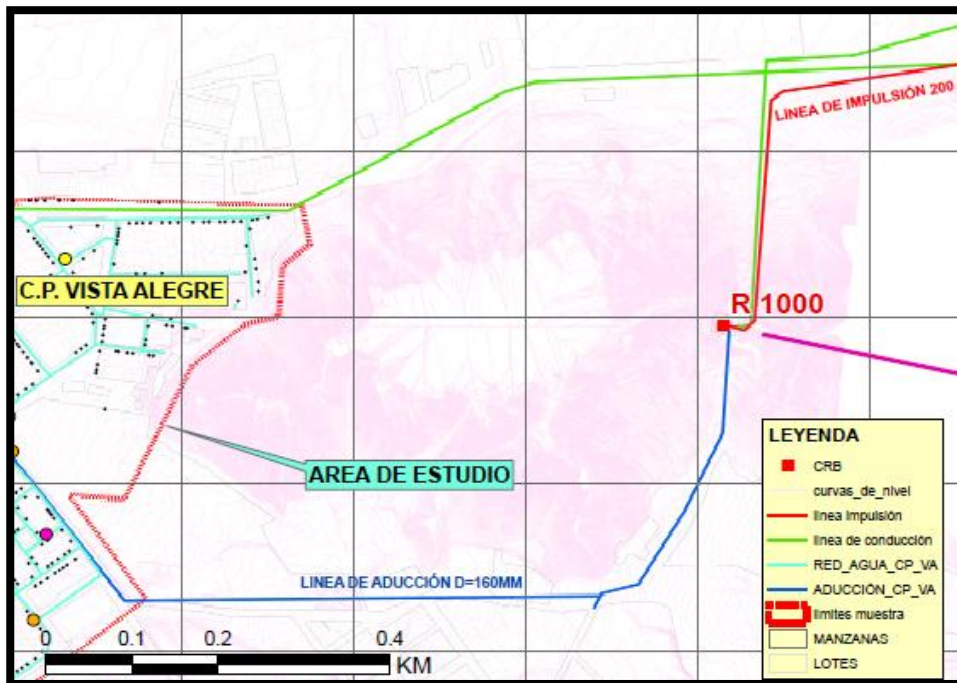 LINEA DE IMPULSIÓN 200
C.P. VISTA ALEGRE
R 1000
AREA DE ESTUDIO
LINEA DE ADUCCIÓN D=160MM
0 0.1 0.2 0.4
KM
LEYENDA
CRB
curvas_de_nivel
linea impulsión
linea de conducción
RED_AGUA_CP_VA
ADUCCIÓN_CP_VA
limites muestra
MANZANAS
LOTES